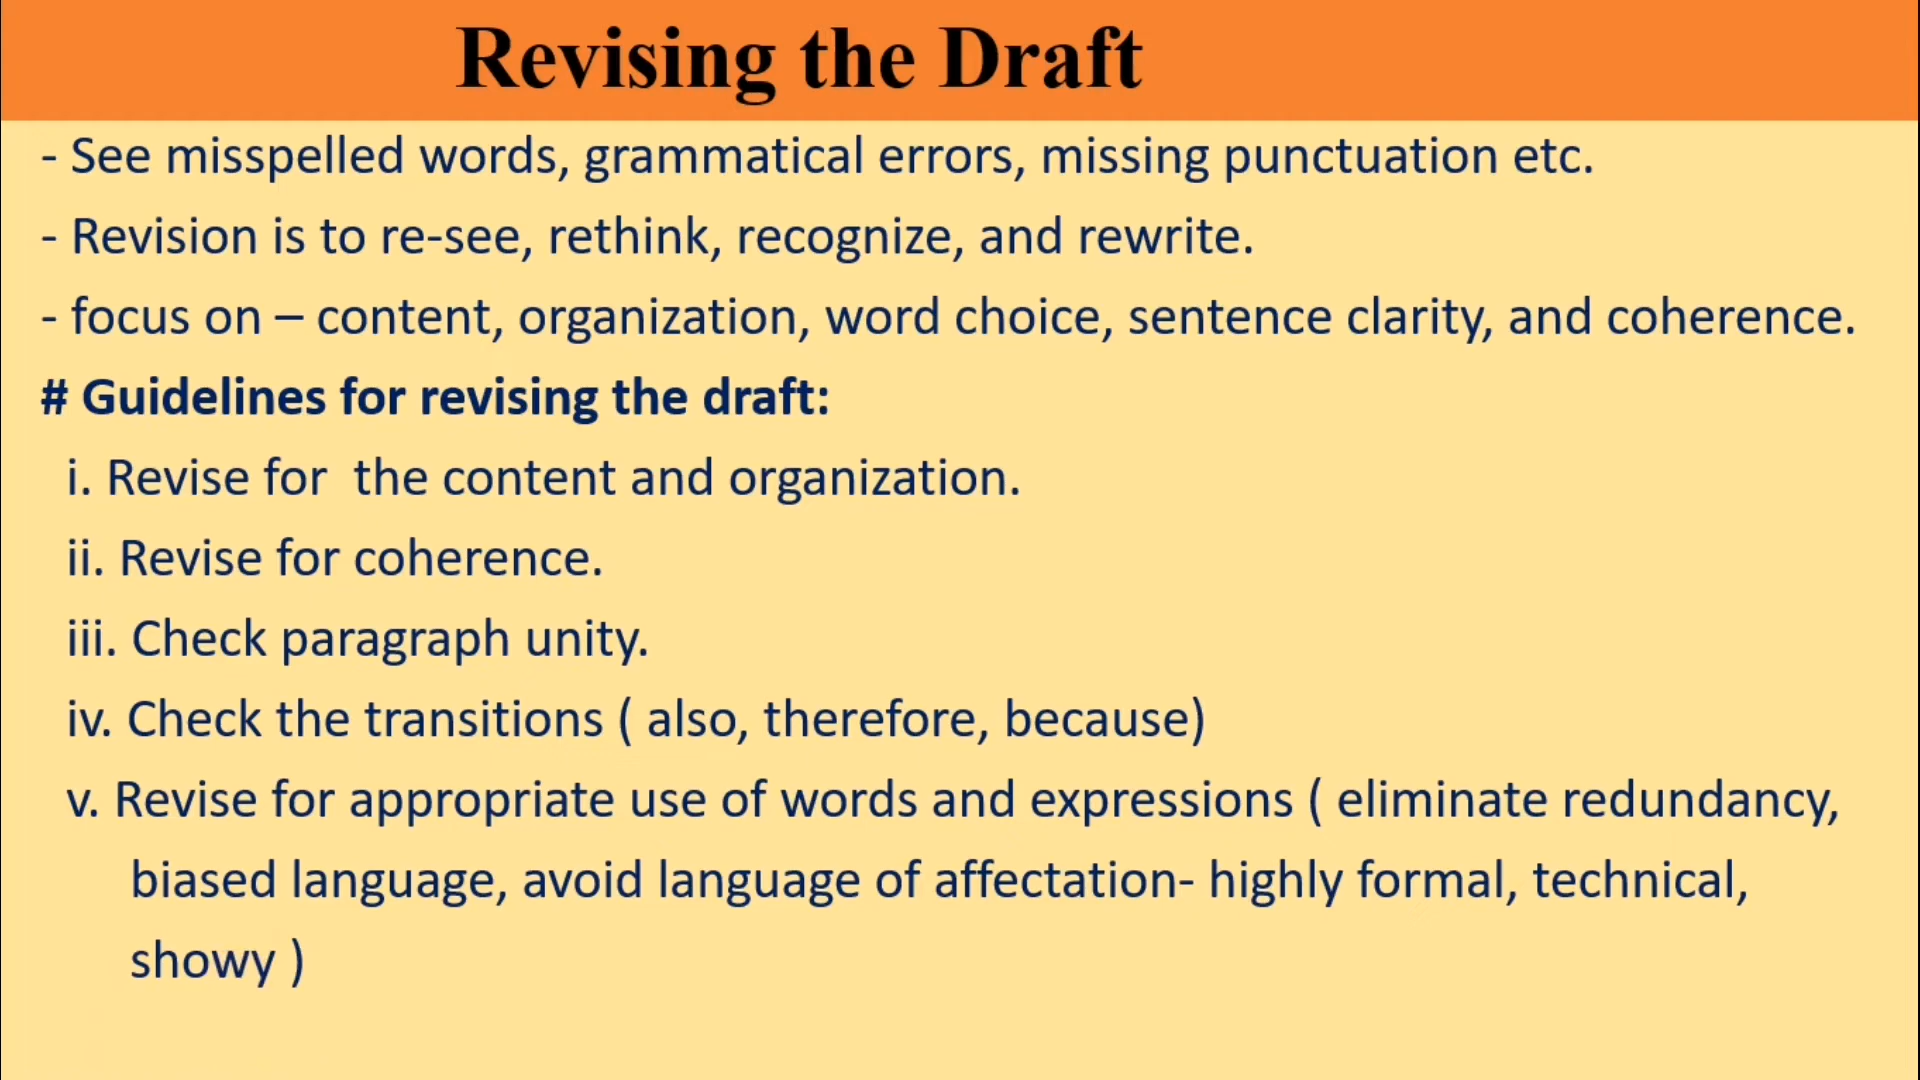 Revising the Draft
- See misspelled words, grammatical errors, missing punctuation etc.
- Revision is to re-see, rethink, recognize, and rewrite.
- focus on – content, organization, word choice, sentence clarity, and coherence.
# Guidelines for revising the draft:
i. Revise for  the content and organization.
ii. Revise for coherence.
iii. Check paragraph unity.
iv. Check the transitions ( also, therefore, because)
v. Revise for appropriate use of words and expressions ( eliminate redundancy,
biased language, avoid language of affectation- highly formal, technical,
showy )